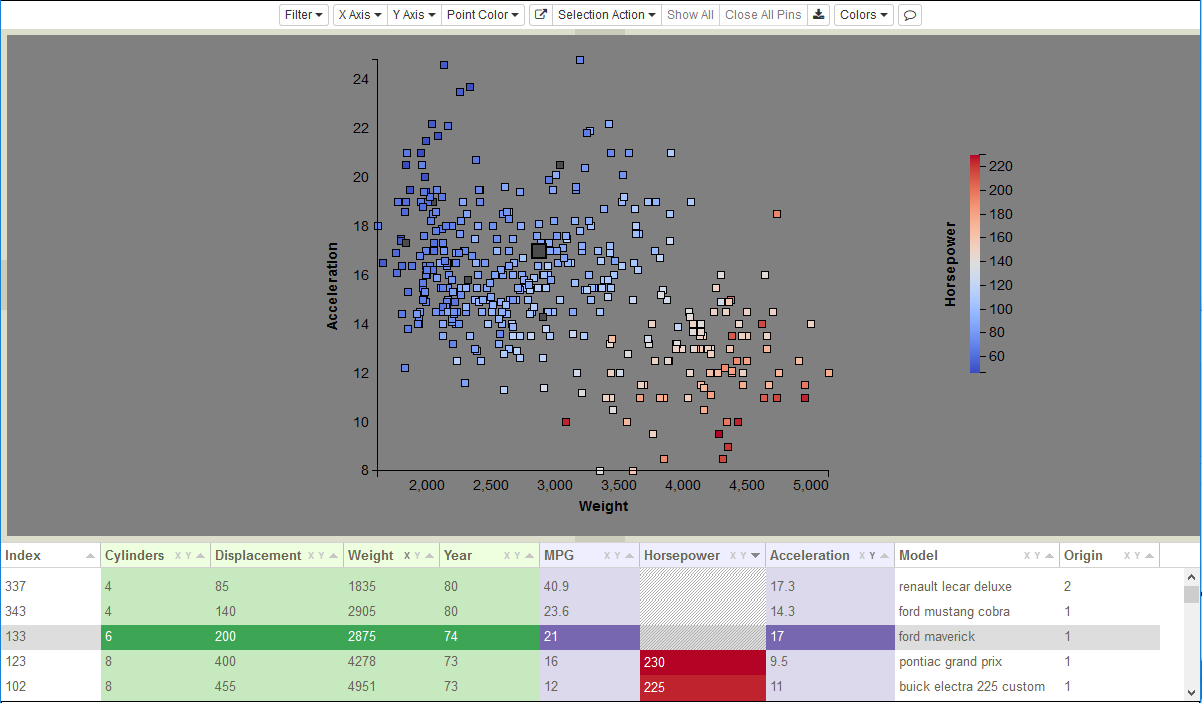 Filter X Axis Y Axis Point Color Selection Action Show All Close All Pins Colors
24
22
20
18
16
14
12
10
8
Acceleration
2,000 2,500 3,000 3,500 4,000 4,500 5,000
Weight
Horsepower
220
200
180
160
140
120
100
80
60
Index Cylinders X Y Displacement X Y Weight X Y Year X Y MPG X Y Horsepower X Y Acceleration X Y Model X Y Origin X Y
337 4 85 1835 80 40.9 17.3 renault lecar deluxe 2
343 4 140 2905 80 23.6 14.3 ford mustang cobra 1
133 6 200 2875 74 21 17 ford maverick 1
123 8 400 4278 73 16 230 9.5 pontiac grand prix 1
102 8 455 4951 73 12 225 11 buick electra 225 custom 1